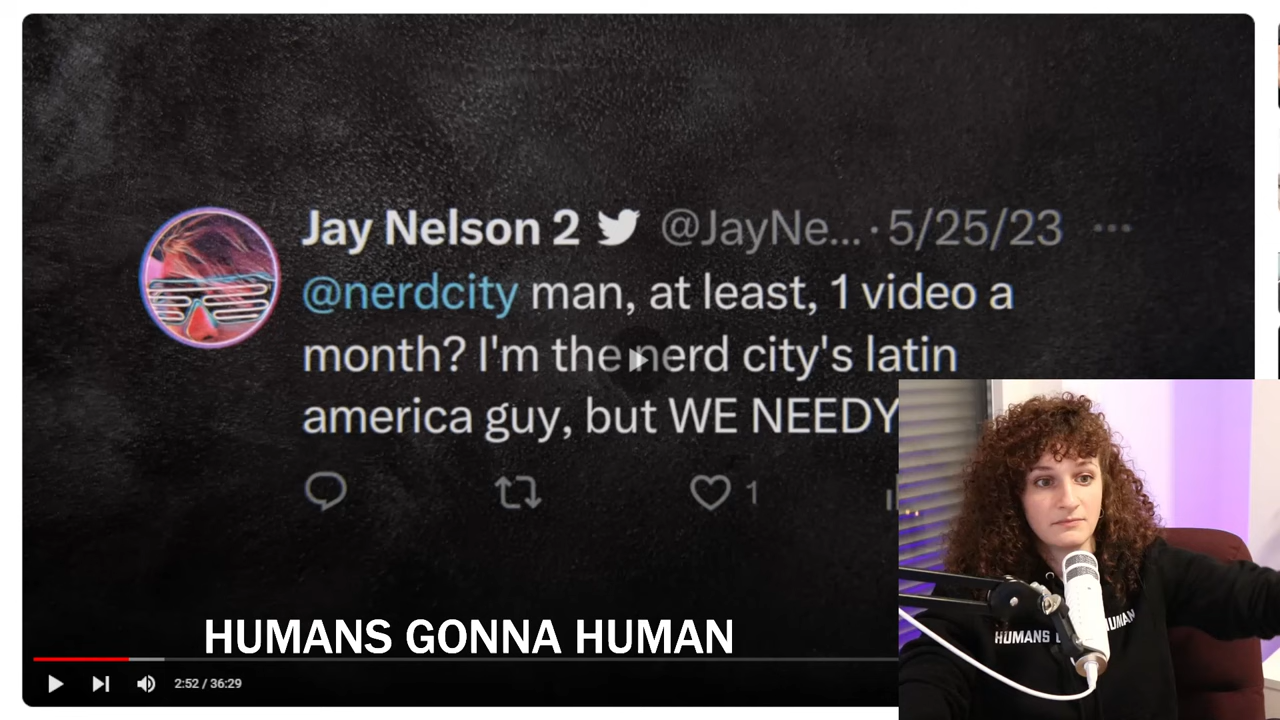 Jay Nelson 2 @JayNe... · 5/25/23 ···
@nerdcity man, at least, 1 video a
month? I'm the nerd city's latin
america guy, but WE NEEDY
1
HUMANS GONNA HUMAN
2:52 / 36:29
HUMANS HUMAN